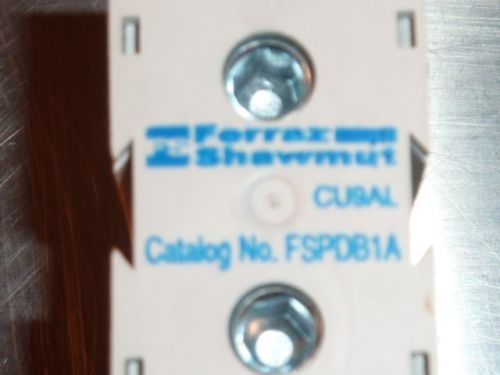 Ferraz
Shawmut
CU9AL
Catalog No. FSPDB1A